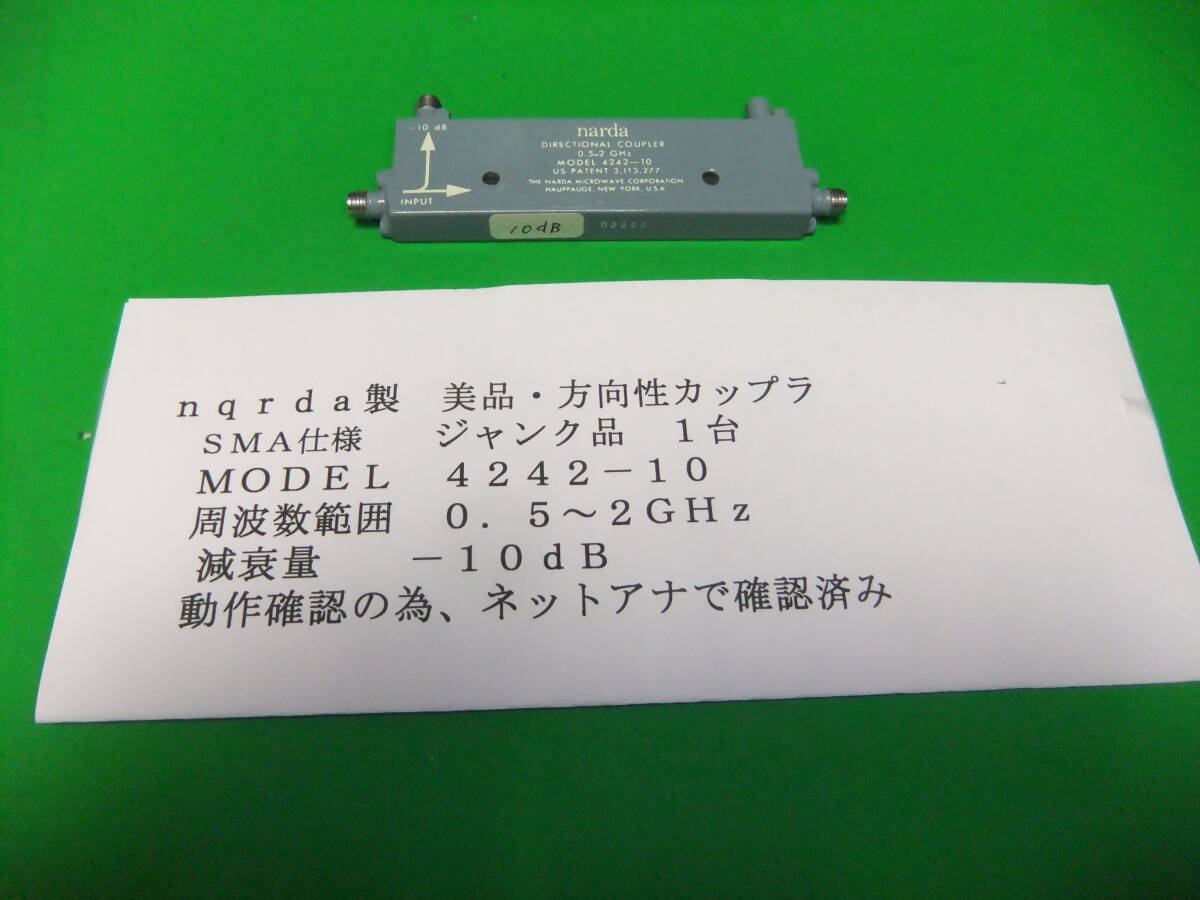 narda
DIRECTIONAL COUPLER
0.5-2 GHz
MODEL 4242-10
US PATENT 3,113,277
THE NARDA MICROWAVE CORPORATION
HAUPPAUGE, NEW YORK, U.S.A.
-10 dB
INPUT
10dB
nqrda製 美品・方向性カップラ
SMA仕様 ジャンク品 1台
MODEL 4242-10
周波数範囲 0.5~2GHz
減衰量 -10dB
動作確認の為、ネットアナで確認済み